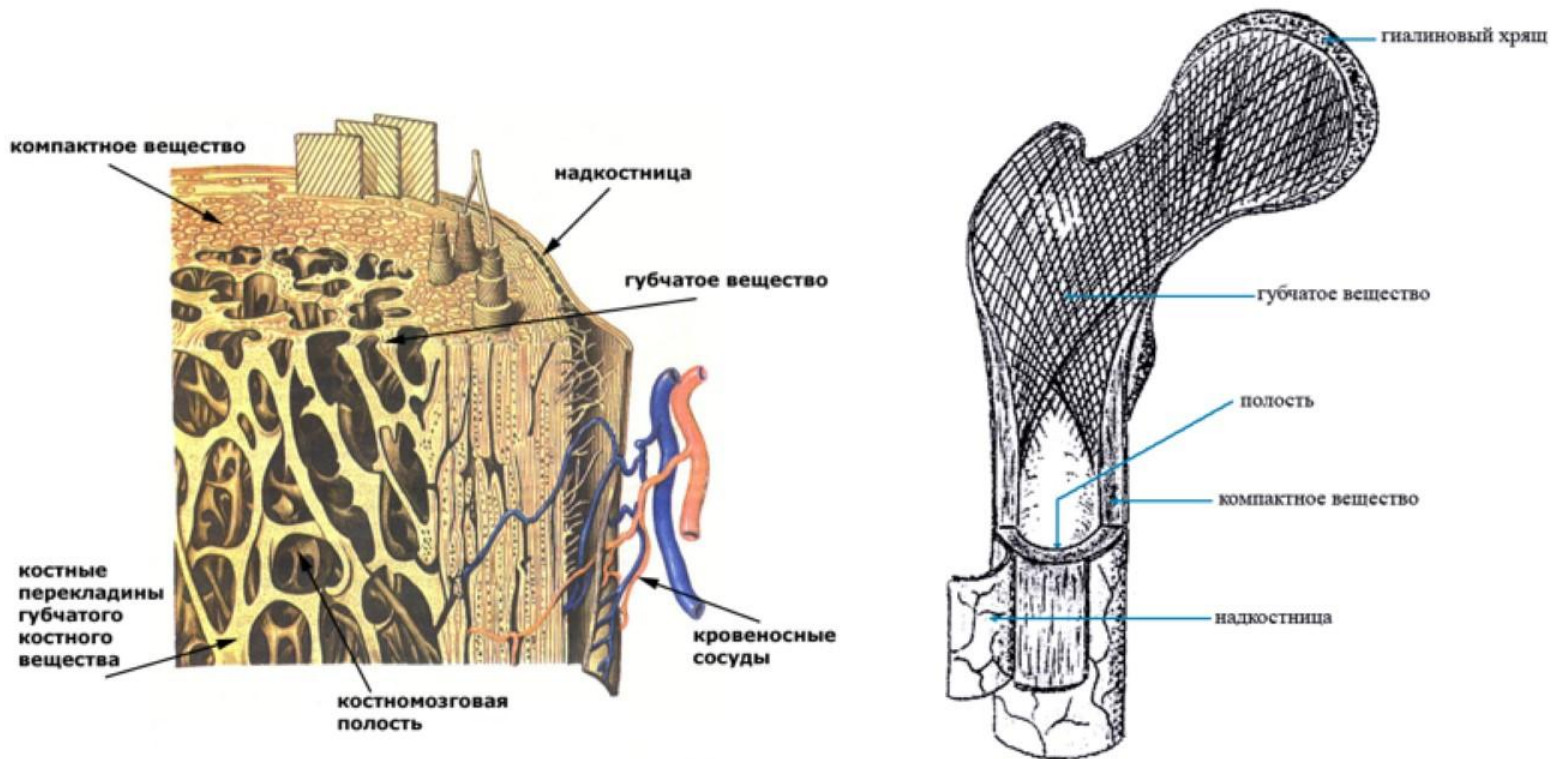 компактное вещество
надкостница
губчатое вещество
костные
перекладины
губчатого
костного
вещества
костномозговая
полость
кровеносные
сосуды
гиалиновый хрящ
губчатое вещество
полость
компактное вещество
надкостница